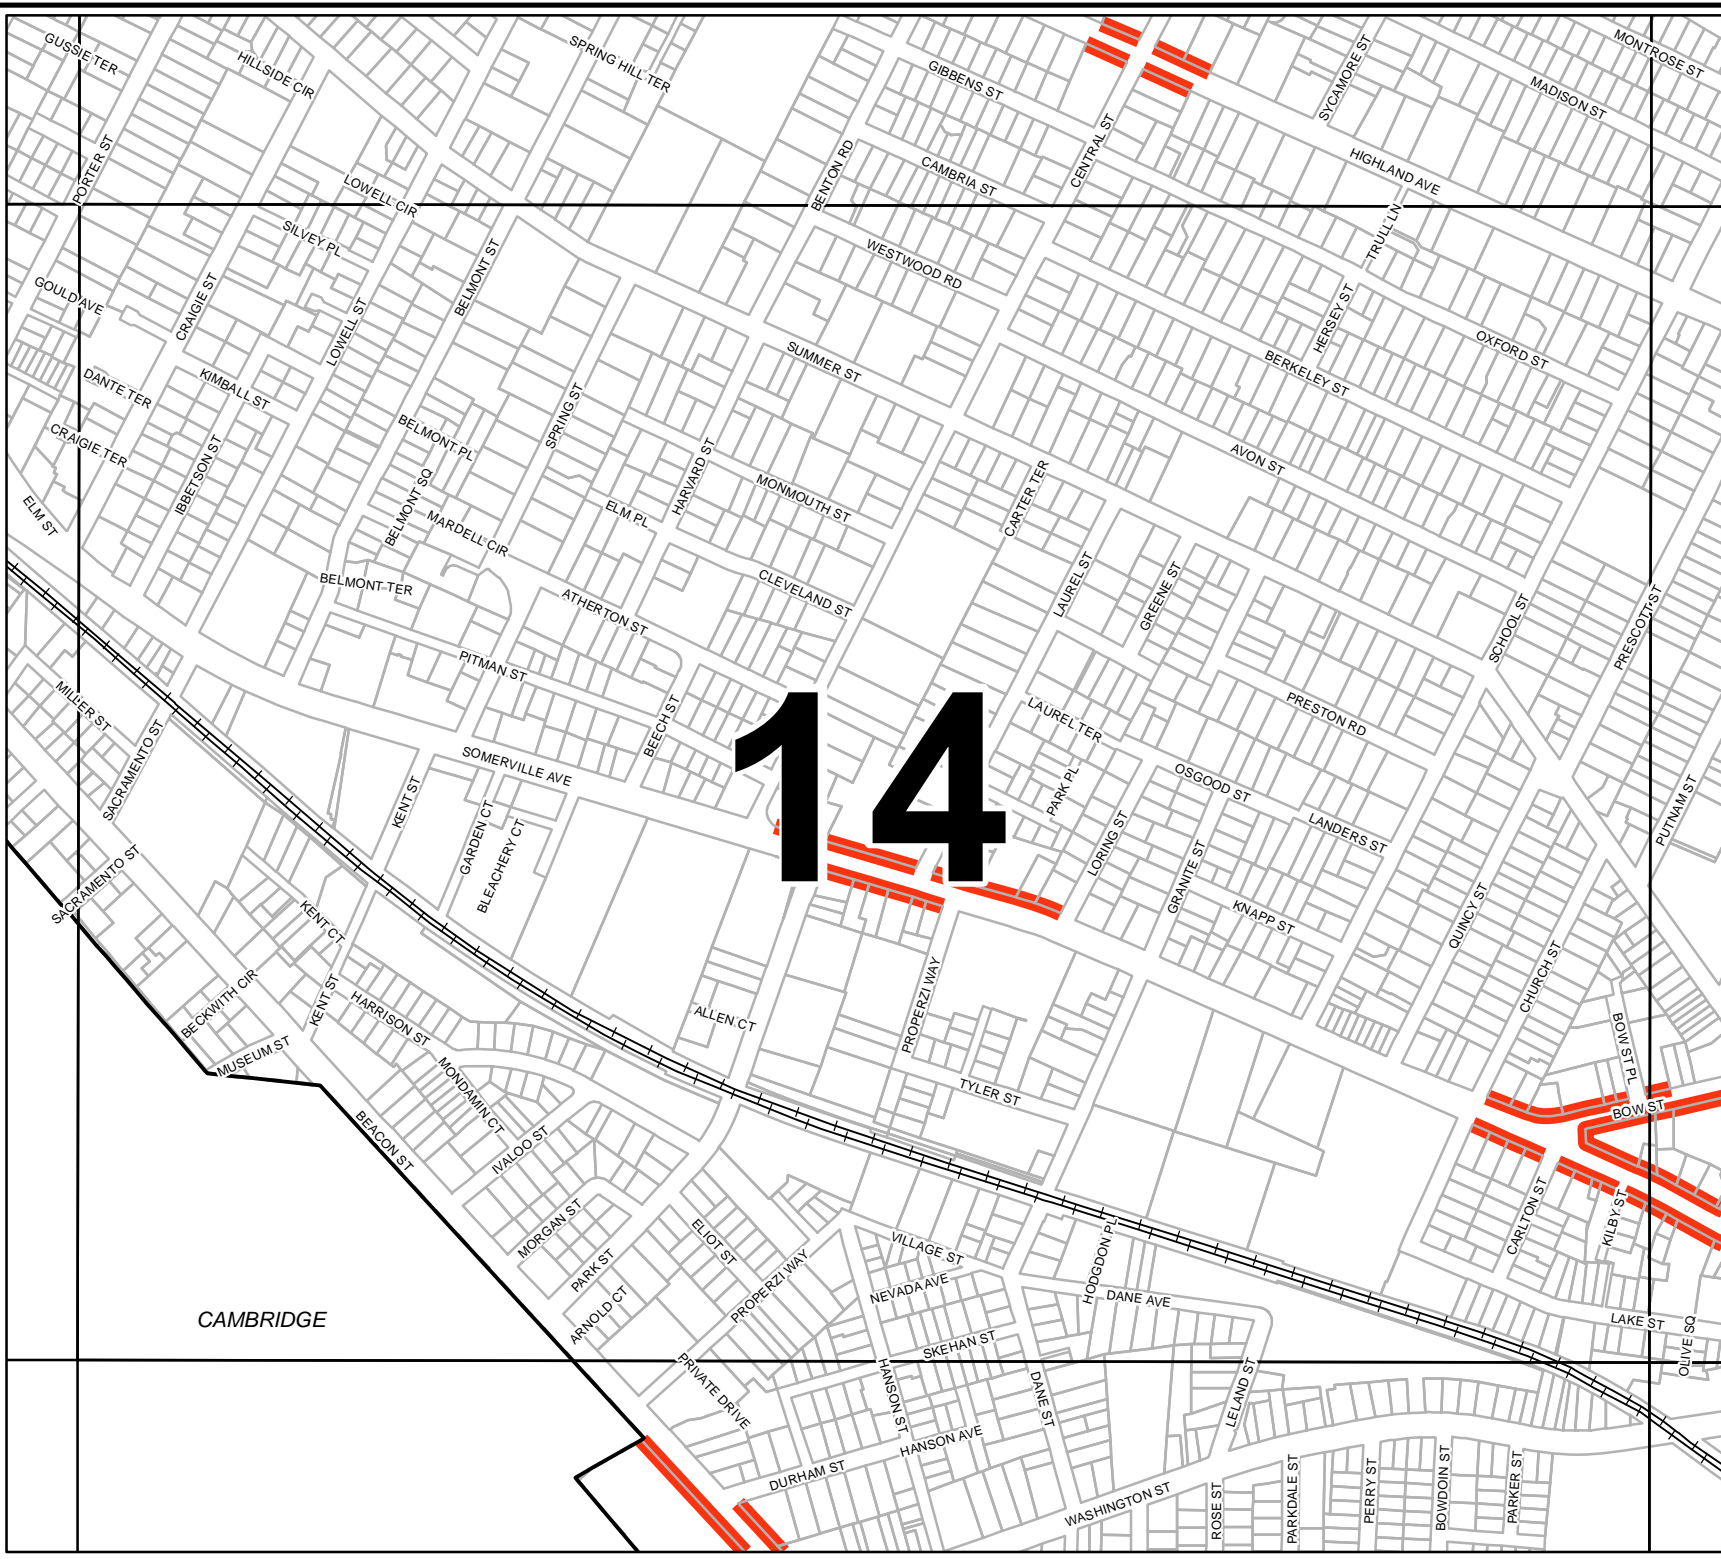 GUSSIE TER
HILLSIDE CIR
SPRING HILL TER
GIBBENS ST
SYCAMORE ST
MONTROSE ST
MADISON ST
PORTER ST
LOWELL CIR
BENTON RD
CAMBRIA ST
CENTRAL ST
HIGHLAND AVE
SILVEY PL
BELMONT ST
WESTWOOD RD
TRULL LN
GOULD AVE
CRAIGIE ST
LOWELL ST
SUMMER ST
HERSEY ST
BERKELEY ST
OXFORD ST
DANTE TER
KIMBALL ST
BELMONT PL
SPRING ST
CRAIGIE TER
IBBETSON ST
BELMONT SQ
HARVARD ST
AVON ST
ELM ST
MARDELL CIR
ELM PL
MONMOUTH ST
CARTER TER
BELMONT TER
ATHERTON ST
CLEVELAND ST
LAUREL ST
GREENE ST
SCHOOL ST
PRESCOTT ST
PITMAN ST
MILLER ST
SACRAMENTO ST
BEECH ST
14
LAUREL TER
PRESTON RD
SOMERVILLE AVE
KENT ST
GARDEN CT
BLEACHERY CT
PARK PL
OSGOOD ST
LORING ST
LANDERS ST
PUTNAM ST
SACRAMENTO ST
KENT CT
GRANITE ST
KNAPP ST
QUINCY ST
CHURCH ST
BECKWITH CIR
KENT ST
HARRISON ST
ALLEN CT
PROPERZI WAY
BOW ST PL
MUSEUM ST
MONDAMIN CT
TYLER ST
BOW ST
BEACON ST
IVALOO ST
MORGAN ST
ELIOT ST
VILLAGE ST
HODGDON PL
CARLTON ST
KILBY ST
PARK ST
PROPERZI WAY
NEVADA AVE
DANE AVE
CAMBRIDGE
ARNOLD CT
SKEHAN ST
LAKE ST
OLIVE SQ
PRIVATE DRIVE
HANSON ST
DANE ST
LELAND ST
HANSON AVE
DURHAM ST
WASHINGTON ST
ROSE ST
PARKDALE ST
PERRY ST
BOWDOIN ST
PARKER ST